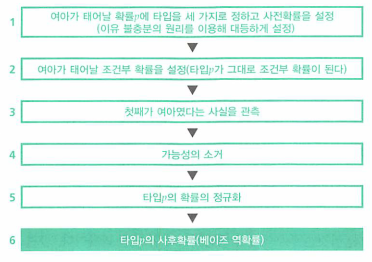 1 여아가 태어날 확률p에 타입을 세 가지로 정하고 사전확률을 설정
(이유 불충분의 원리를 이용해 대등하게 설정)
2 여아가 태어날 조건부 확률을 설정(타입p가 그대로 조건부 확률이 된다)
3 첫째가 여아였다는 사실을 관측
4 가능성의 소거
5 타입p의 확률의 정규화
6 타입p의 사후확률(베이즈 역확률)